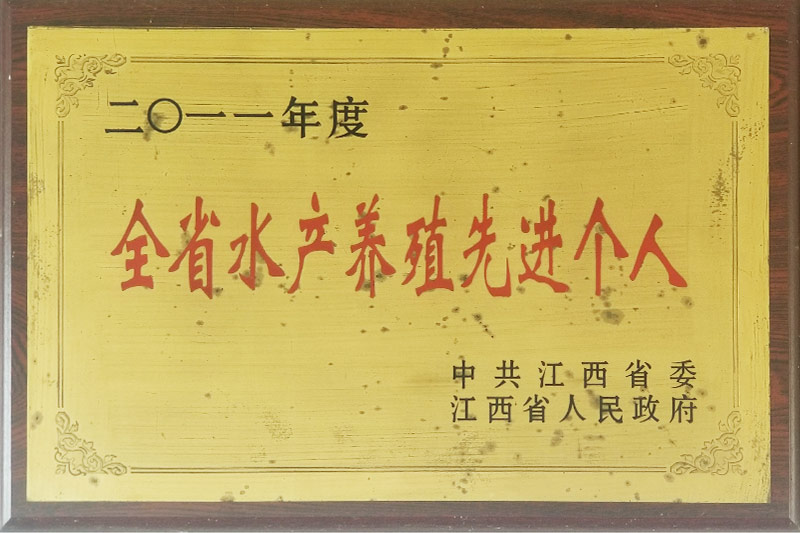 二〇一一年度
全省水产养殖先进个人
中共江西省委
江西省人民政府